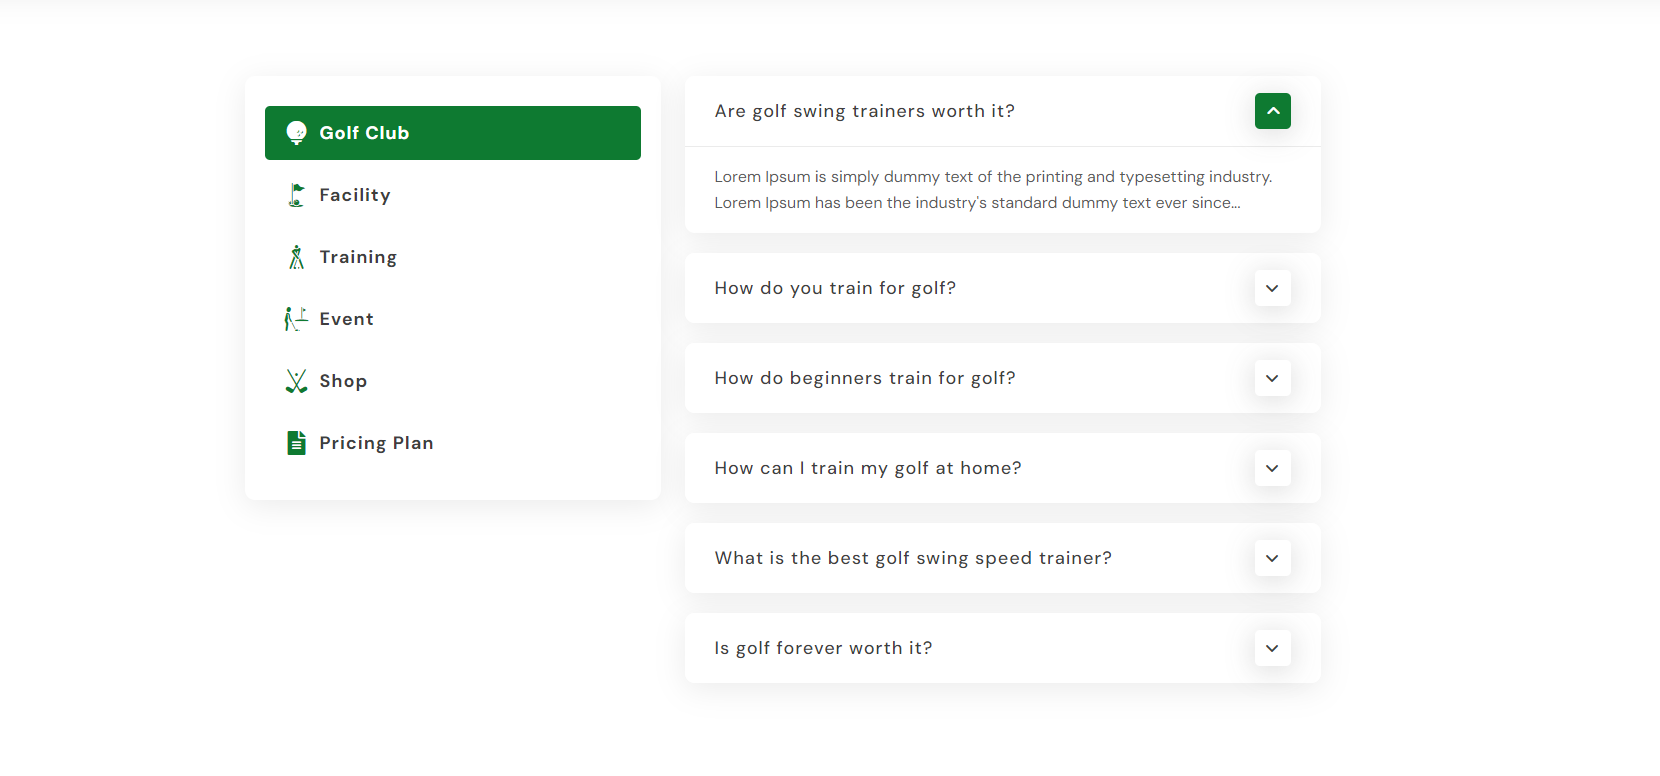 Golf Club
Facility
Training
Event
Shop
Pricing Plan
Are golf swing trainers worth it?
Lorem Ipsum is simply dummy text of the printing and typesetting industry.
Lorem Ipsum has been the industry's standard dummy text ever since...
How do you train for golf?
How do beginners train for golf?
How can I train my golf at home?
What is the best golf swing speed trainer?
Is golf forever worth it?